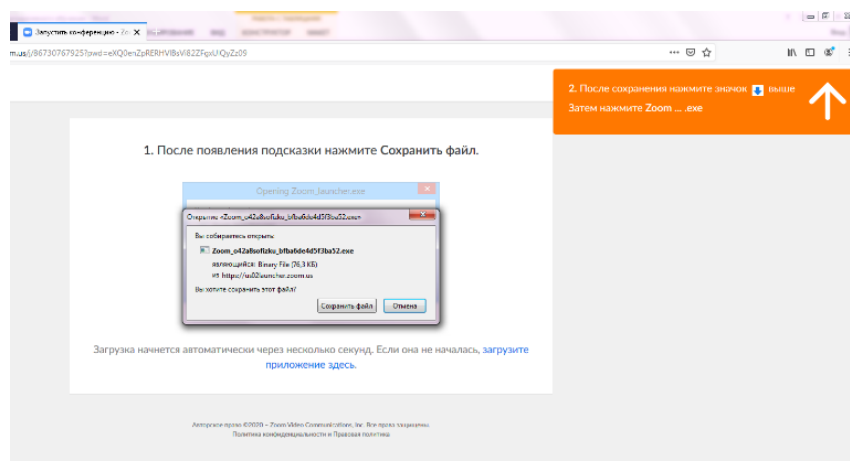 Запустить конференцию - Zo
2. После сохранения нажмите значок выше
Затем нажмите Zoom ... .exe
1. После появления подсказки нажмите Сохранить файл.
Opening Zoom_launcher.exe
Вы собираетесь открыть:
являющийся: Binary File (76,3 КБ)
из https://us02launcher.zoom.us
Вы хотите сохранить этот файл?
Сохранить файл Отмена
Загрузка начнется автоматически через несколько секунд. Если она не началась, загрузите
приложение здесь.
Авторское право ©2020 – Zoom Video Communications, Inc. Все права защищены.
Политика конфиденциальности и Правовая политика